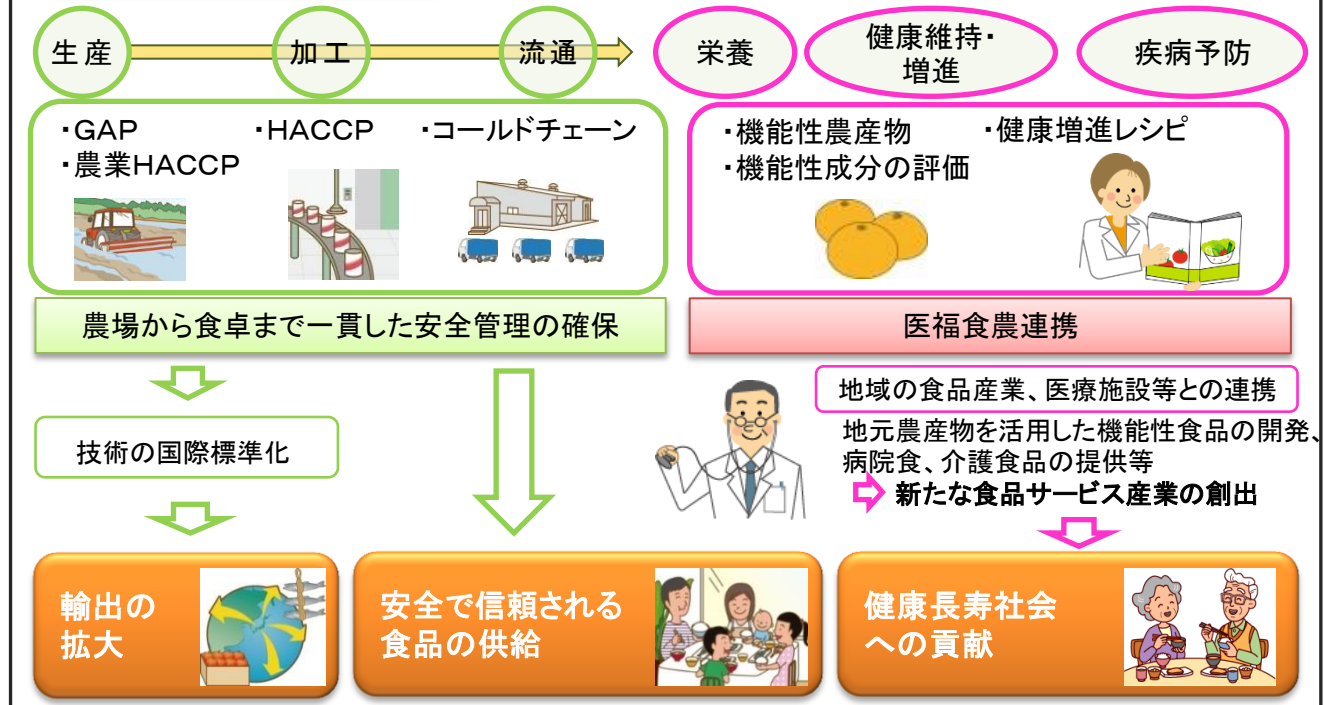 生産
加工
流通
栄養
健康維持・
増進
疾病予防
・GAP
・農業HACCP
・HACCP
・コールドチェーン
・機能性農産物
・機能性成分の評価
・健康増進レシピ
農場から食卓まで一貫した安全管理の確保
医福食農連携
技術の国際標準化
地域の食品産業、医療施設等との連携
地元農産物を活用した機能性食品の開発、
病院食、介護食品の提供等
新たな食品サービス産業の創出
輸出の
拡大
安全で信頼される
食品の供給
健康長寿社会
への貢献